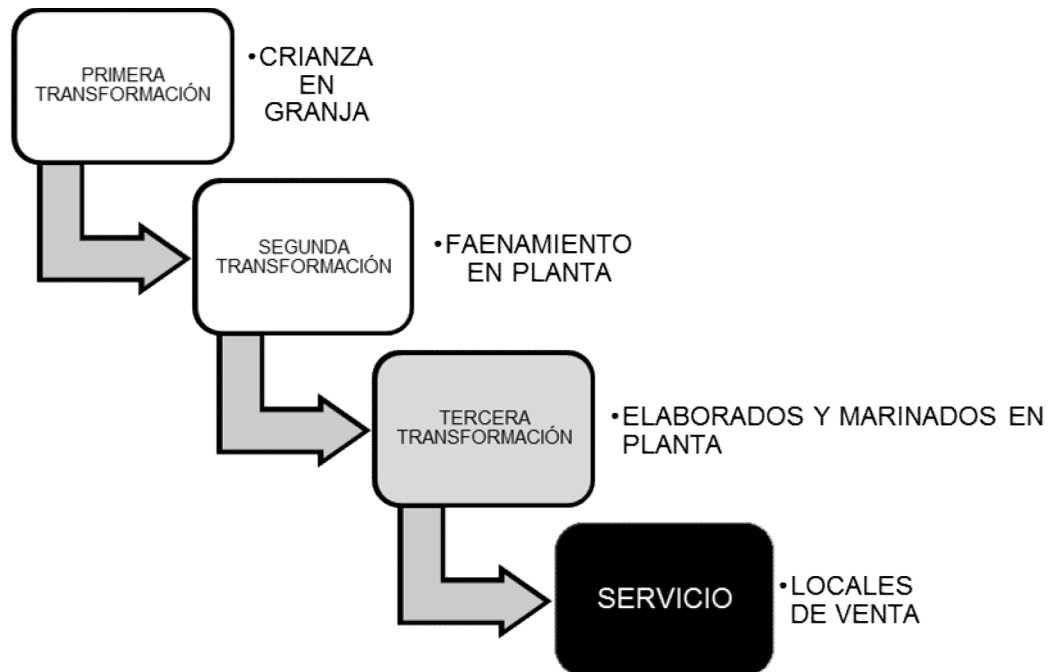 PRIMERA
TRANSFORMACIÓN
•CRIANZA
EN
GRANJA
SEGUNDA
TRANSFORMACIÓN
•FAENAMIENTO
EN PLANTA
TERCERA
TRANSFORMACIÓN
•ELABORADOS Y MARINADOS EN
PLANTA
SERVICIO
•LOCALES
DE VENTA